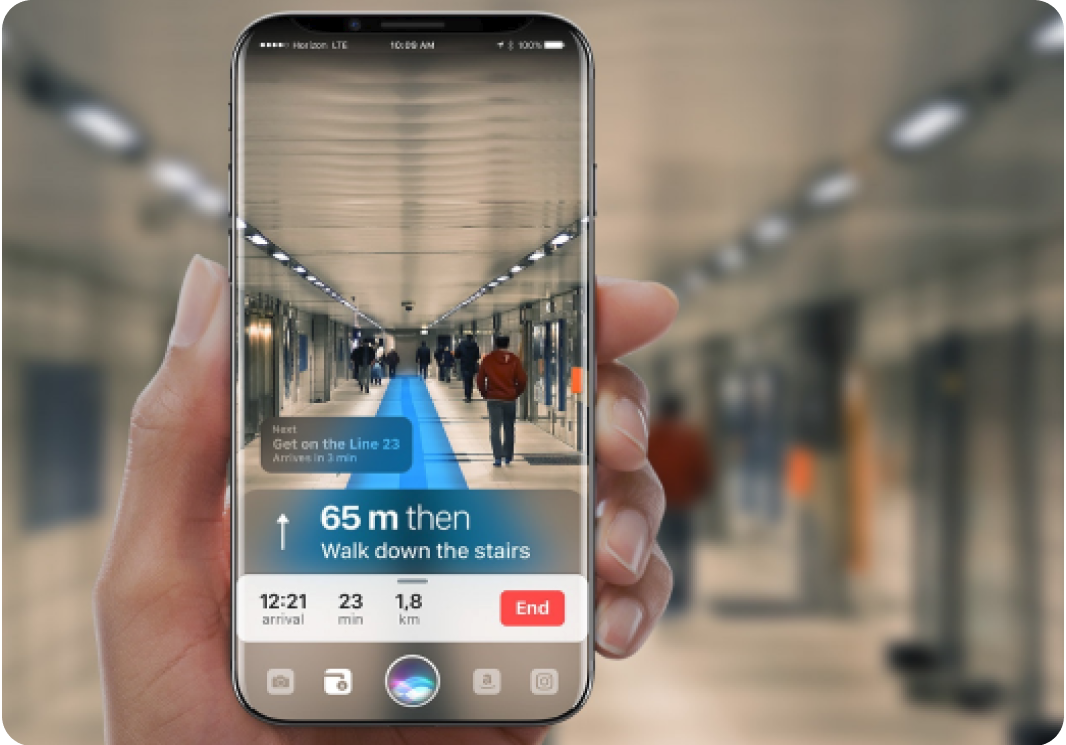 Horizon LTE 10:09 AM 100%
Next
Get on the Line 23
Arrives in 3 min
65 m then
Walk down the stairs
12:21 23 1,8 End
arrival min km